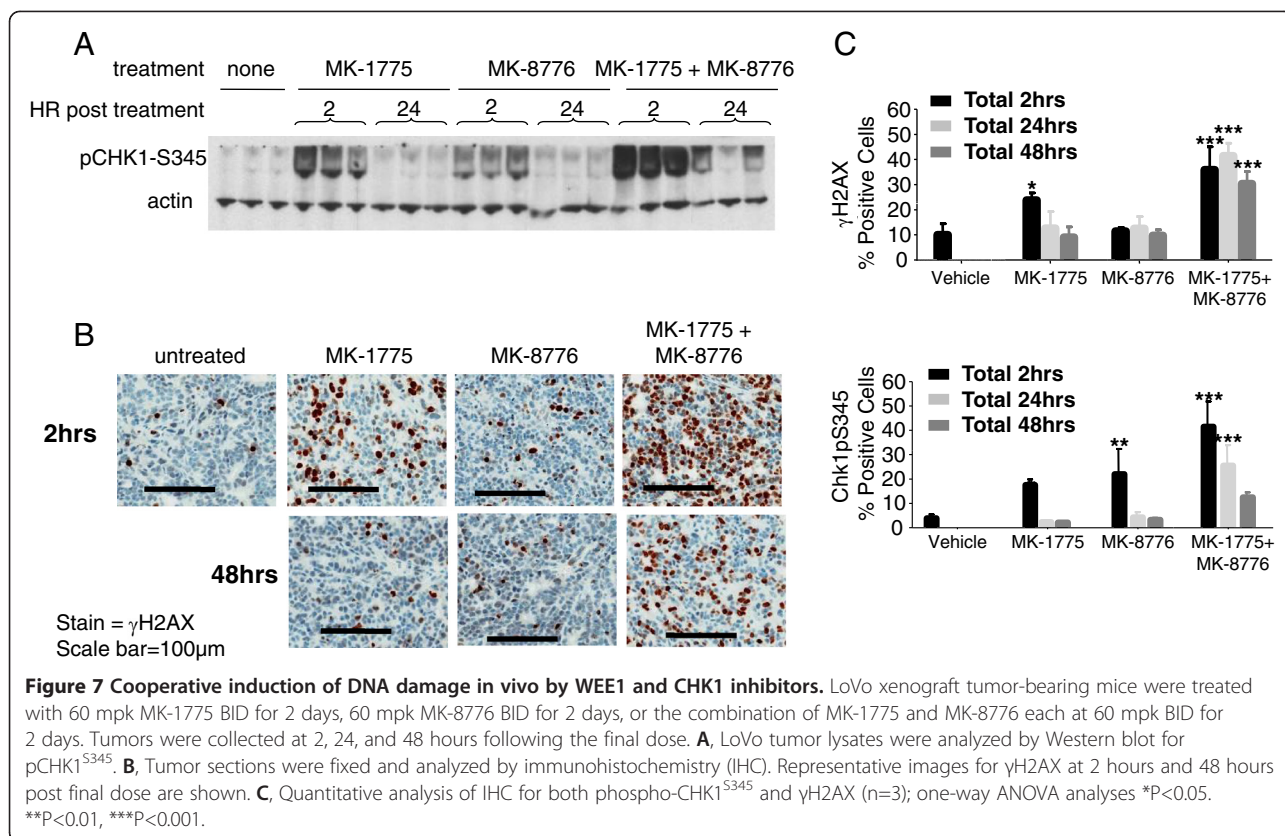 A
treatment none MK-1775 MK-8776 MK-1775 + MK-8776
HR post treatment 2 24 2 24 2 24
pCHK1-S345
actin
B
untreated MK-1775 MK-8776 MK-1775 +
MK-8776
2hrs
48hrs
Stain = γH2AX
Scale bar=100μm
C
Total 2hrs
Total 24hrs
Total 48hrs
γH2AX
% Positive Cells
60
50
40
30
20
10
0
*
***
***
***
Vehicle MK-1775 MK-8776 MK-1775+
MK-8776
Total 2hrs
Total 24hrs
Total 48hrs
Chk1pS345
% Positive Cells
60
50
40
30
20
10
0
**
***
***
Vehicle MK-1775 MK-8776 MK-1775+
MK-8776
Figure 7 Cooperative induction of DNA damage in vivo by WEE1 and CHK1 inhibitors. LoVo xenograft tumor-bearing mice were treated
with 60 mpk MK-1775 BID for 2 days, 60 mpk MK-8776 BID for 2 days, or the combination of MK-1775 and MK-8776 each at 60 mpk BID for
2 days. Tumors were collected at 2, 24, and 48 hours following the final dose. A, LoVo tumor lysates were analyzed by Western blot for
pCHK1S345. B, Tumor sections were fixed and analyzed by immunohistochemistry (IHC). Representative images for γH2AX at 2 hours and 48 hours
post final dose are shown. C, Quantitative analysis of IHC for both phospho-CHK1S345 and γH2AX (n=3); one-way ANOVA analyses *P<0.05.
**P<0.01, ***P<0.001.